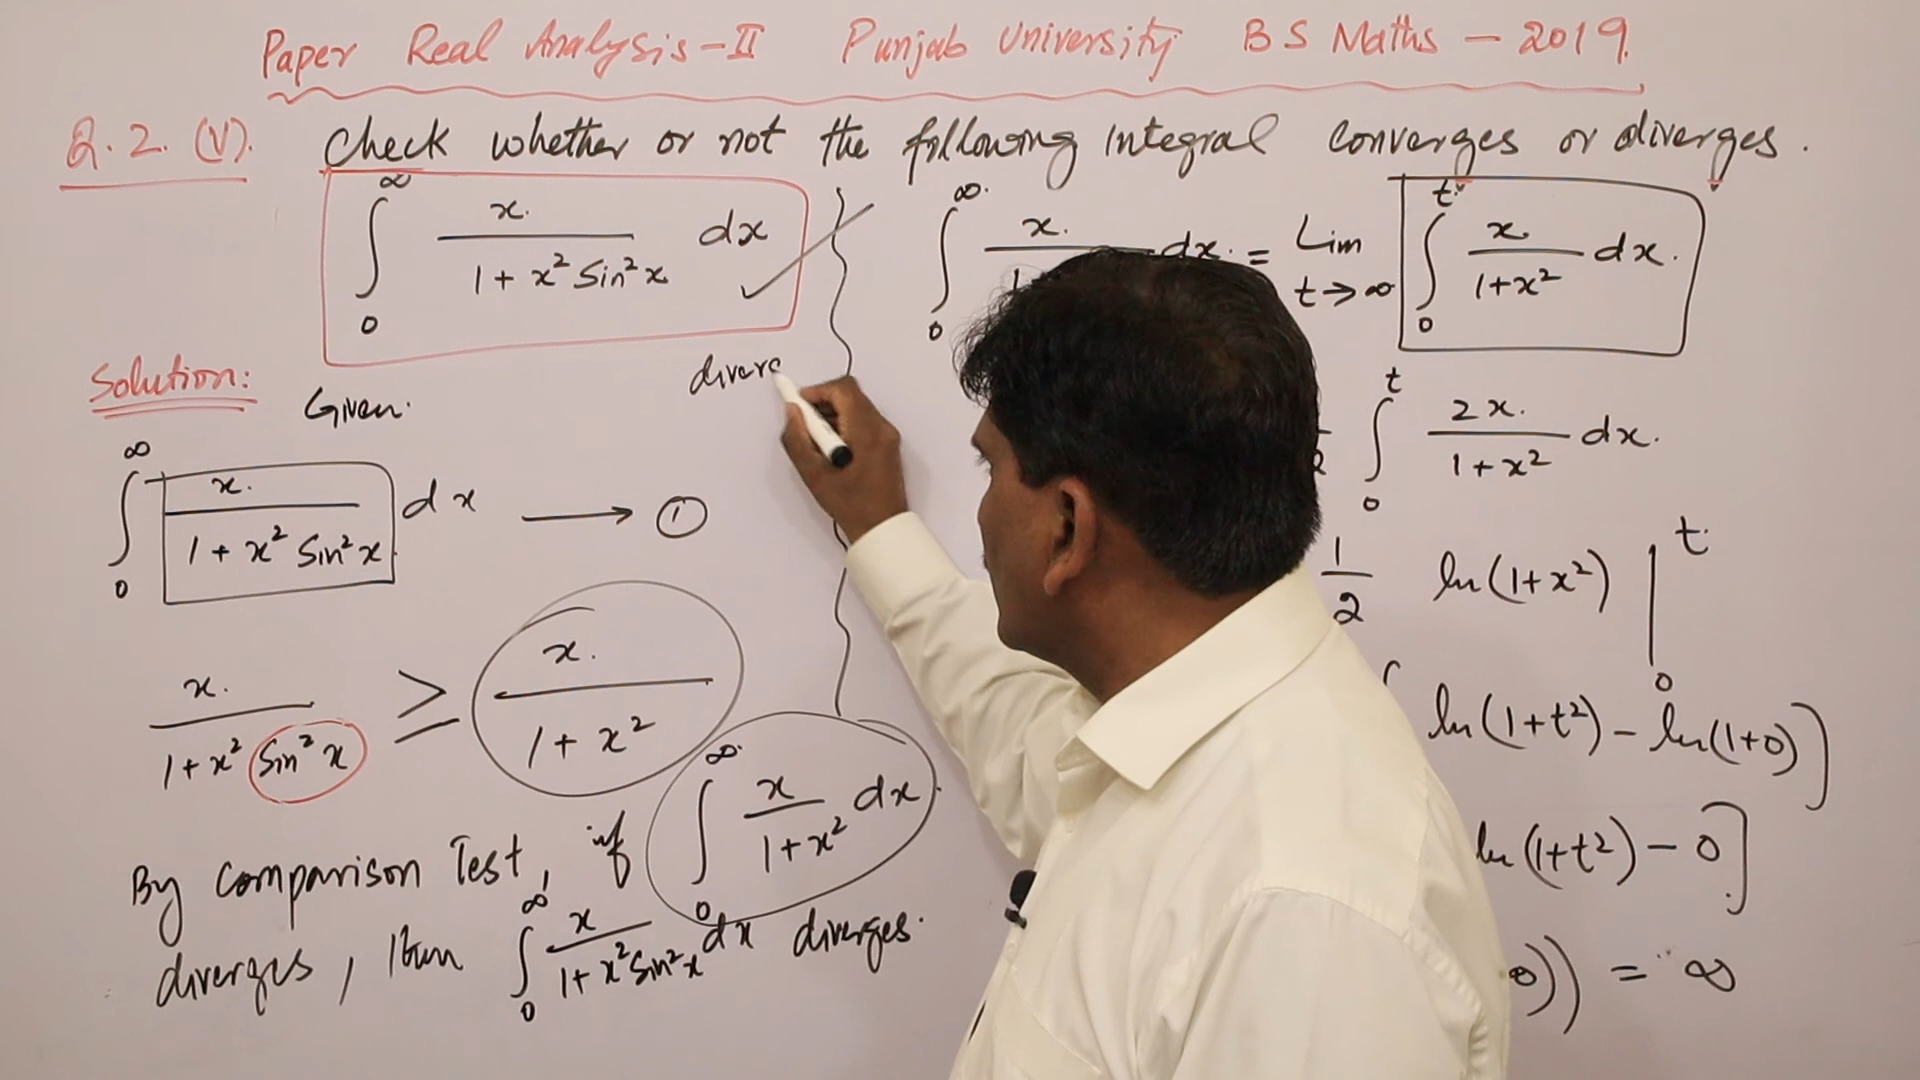 Paper Real Analysis-II Punjab University BS Maths - 2019.
Q.2.(V). Check whether or not the following integral converges or diverges.
∫₀^∞ x / (1 + x² Sin²x) dx
Solution: Given.
∫₀^∞ x / (1 + x² Sin²x) dx → ①
x / (1 + x² Sin²x) ≥ x / (1 + x²)
By Comparison Test, if ∫₀^∞ x / (1 + x²) dx
diverges, then ∫₀^∞ x / (1 + x² Sin²x) dx diverges.
diverg
∫₀^∞ x. dx. = Lim t→∞ ∫₀^t x / (1+x²) dx.
∫₀^t 2x. / (1 + x²) dx.
1/2 ln(1+x²) |₀^t
ln(1+t²) - ln(1+0))
ln(1+t²) - 0]
∞)) = ∞